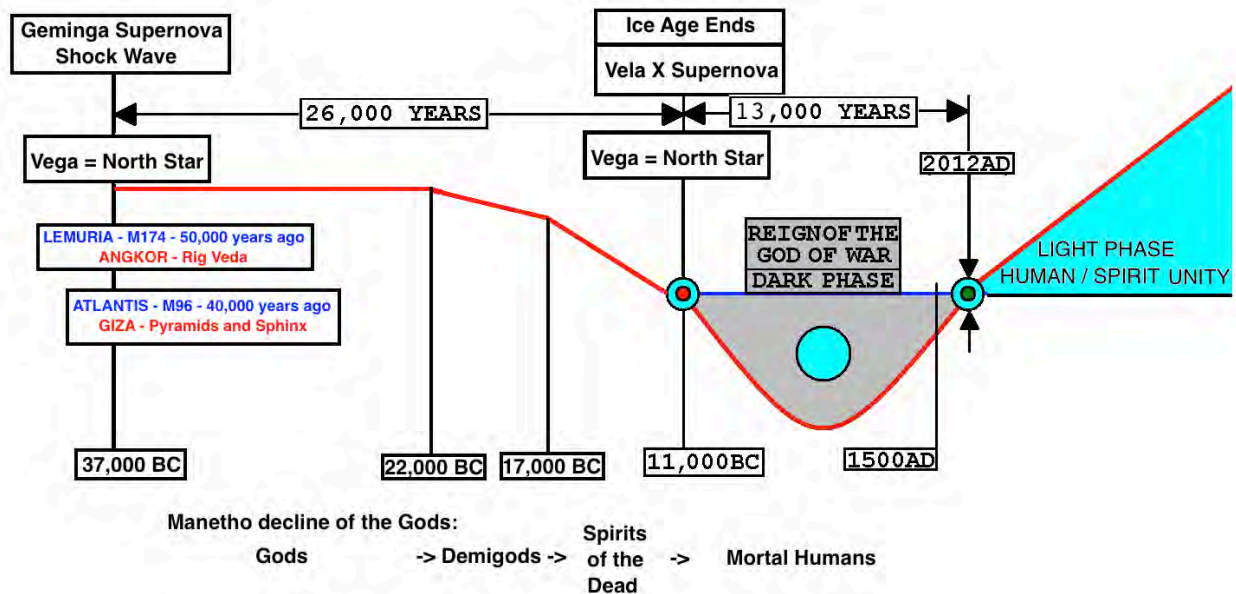 Geminga Supernova
Shock Wave
Ice Age Ends
Vela X Supernova
26,000 YEARS
13,000 YEARS
Vega = North Star
Vega = North Star
2012AD
LEMURIA - M174 - 50,000 years ago
ANGKOR - Rig Veda
REIGN OF THE
GOD OF WAR
DARK PHASE
LIGHT PHASE
HUMAN / SPIRIT UNITY
ATLANTIS - M96 - 40,000 years ago
GIZA - Pyramids and Sphinx
37,000 BC
22,000 BC
17,000 BC
11,000BC
1500AD
Manetho decline of the Gods:
Gods -> Demigods -> Spirits of the Dead -> Mortal Humans